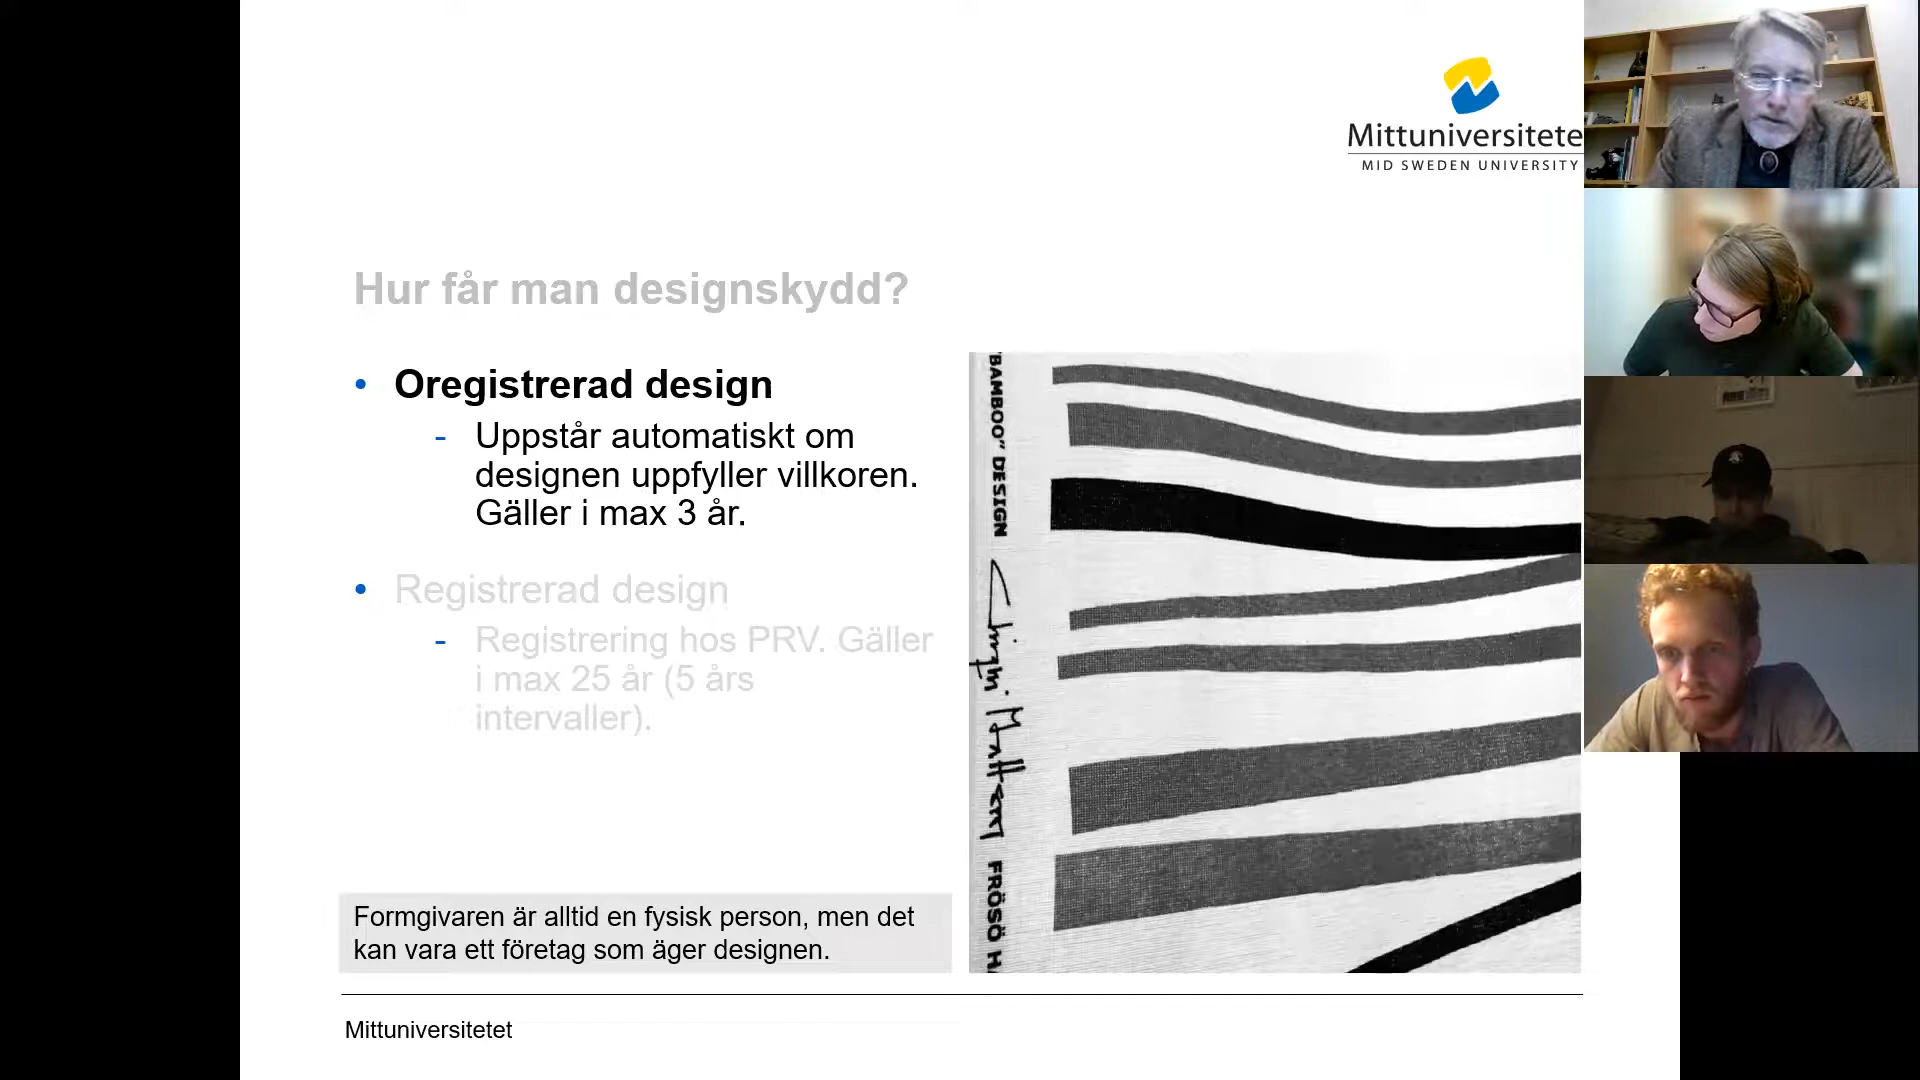 Mittuniversitete
MID SWEDEN UNIVERSITY
Hur får man designskydd?
• Oregistrerad design
- Uppstår automatiskt om
designen uppfyller villkoren.
Gäller i max 3 år.
• Registrerad design
- Registrering hos PRV. Gäller
i max 25 år (5 års
intervaller).
Formgivaren är alltid en fysisk person, men det
kan vara ett företag som äger designen.
"BAMBOO" DESIGN
FRÖSÖ H
Mittuniversitetet